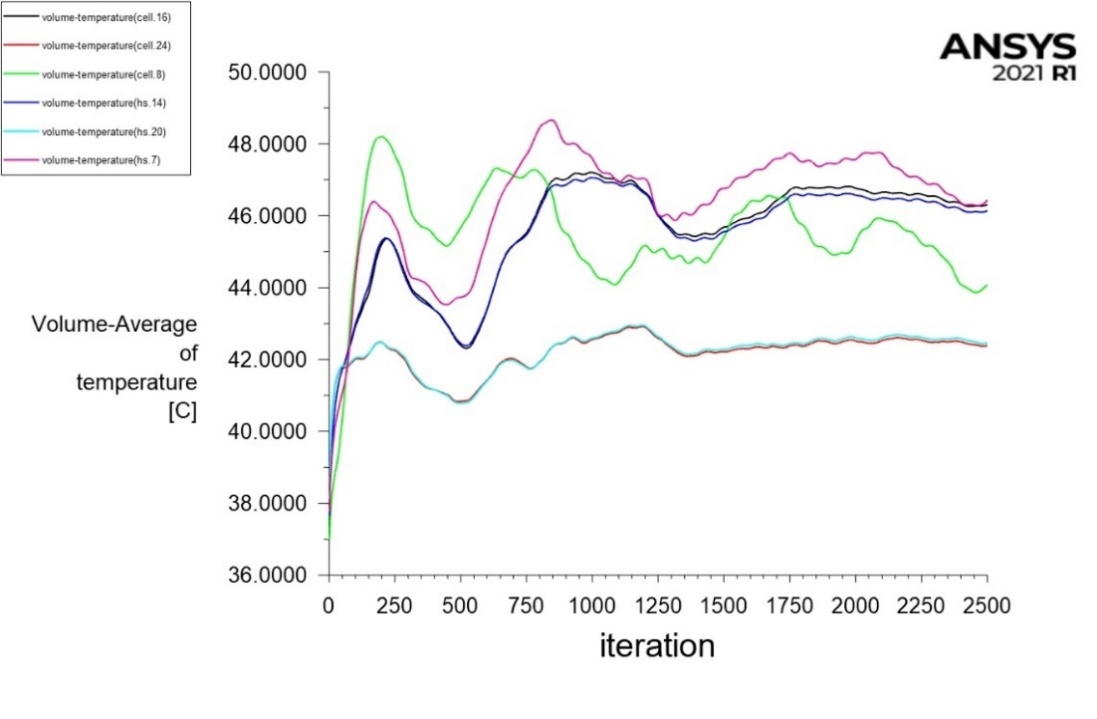 volume-temperature(cell.16)
volume-temperature(cell.24)
volume-temperature(cell.8)
volume-temperature(hs.14)
volume-temperature(hs.20)
volume-temperature(hs.7)
ANSYS
2021 R1
50.0000
48.0000
46.0000
44.0000
42.0000
40.0000
38.0000
36.0000
Volume-Average
of
temperature
[C]
0 250 500 750 1000 1250 1500 1750 2000 2250 2500
iteration